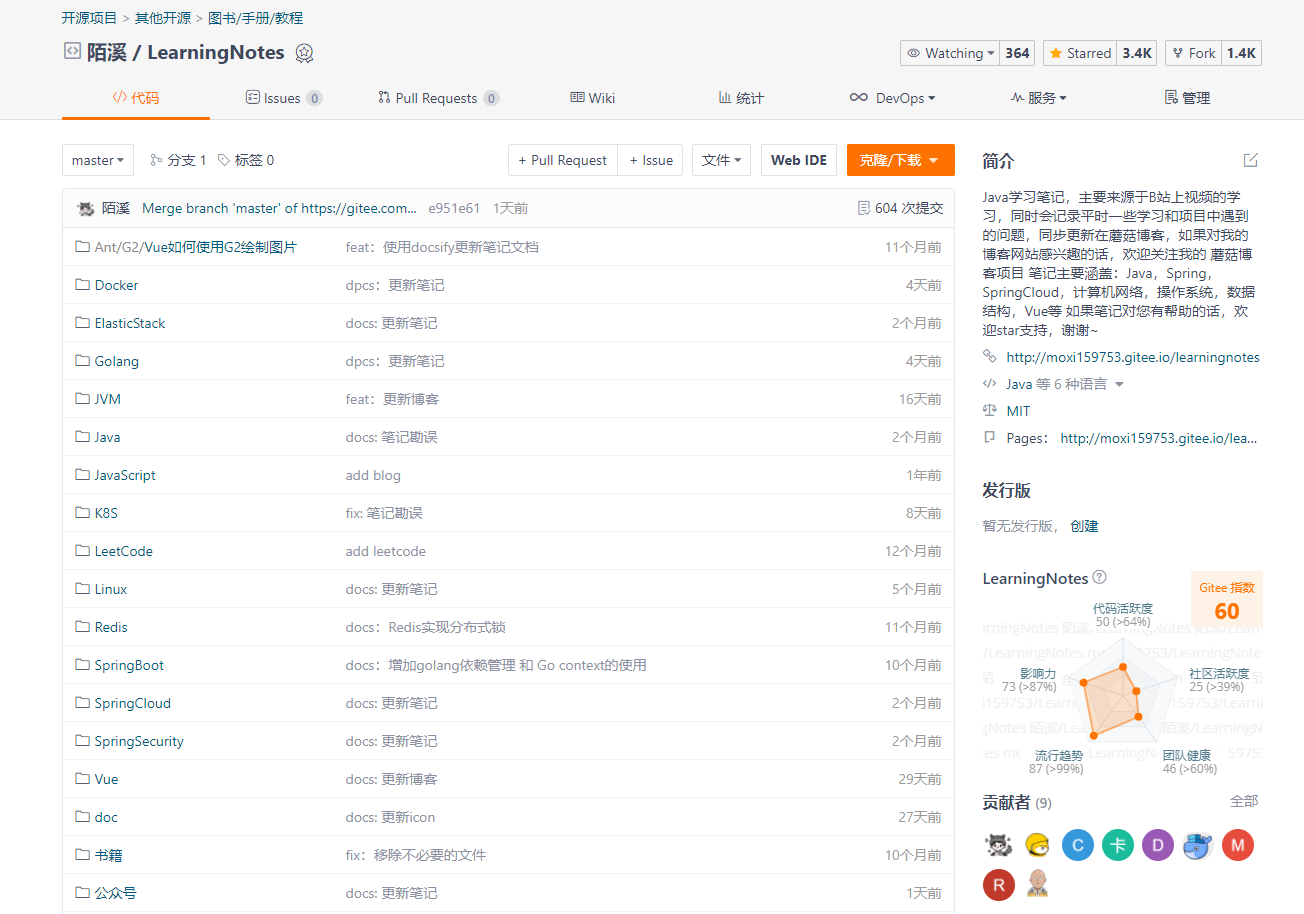 开源项目 > 其他开源 > 图书/手册/教程
陌溪 / LearningNotes
Watching 364 Starred 3.4K Fork 1.4K
代码 Issues 0 Pull Requests 0 Wiki 统计 DevOps 服务 管理
master 分支 1 标签 0 + Pull Request + Issue 文件 Web IDE 克隆/下载
陌溪 Merge branch 'master' of https://gitee.com... e951e61 1天前 604 次提交
Ant/G2/Vue如何使用G2绘制图片 feat：使用docsify更新笔记文档 11个月前
Docker dpcs：更新笔记 4天前
ElasticStack docs: 更新笔记 2个月前
Golang dpcs：更新笔记 4天前
JVM feat：更新博客 16天前
Java docs: 笔记勘误 2个月前
JavaScript add blog 1年前
K8S fix: 笔记勘误 8天前
LeetCode add leetcode 12个月前
Linux docs: 更新笔记 5个月前
Redis docs：Redis实现分布式锁 11个月前
SpringBoot docs：增加golang依赖管理 和 Go context的使用 10个月前
SpringCloud docs: 更新笔记 2个月前
SpringSecurity docs: 更新笔记 2个月前
Vue docs: 更新博客 29天前
doc docs: 更新icon 27天前
书籍 fix：移除不必要的文件 10个月前
公众号 docs: 更新笔记 1天前
简介
Java学习笔记，主要来源于B站上视频的学
习，同时会记录平时一些学习和项目中遇到
的问题，同步更新在蘑菇博客，如果对我的
博客网站感兴趣的话，欢迎关注我的 蘑菇博
客项目 笔记主要涵盖：Java，Spring，
SpringCloud，计算机网络，操作系统，数据
结构，Vue等 如果笔记对您有帮助的话，欢
迎star支持，谢谢~
http://moxi159753.gitee.io/learningnotes
Java 等 6 种语言
MIT
Pages： http://moxi159753.gitee.io/lea...
发行版
暂无发行版， 创建
LearningNotes
Gitee 指数
60
代码活跃度
50 (>64%)
影响力
73 (>87%)
社区活跃度
25 (>39%)
流行趋势
87 (>99%)
团队健康
46 (>60%)
贡献者 (9) 全部
C 卡 D M
R